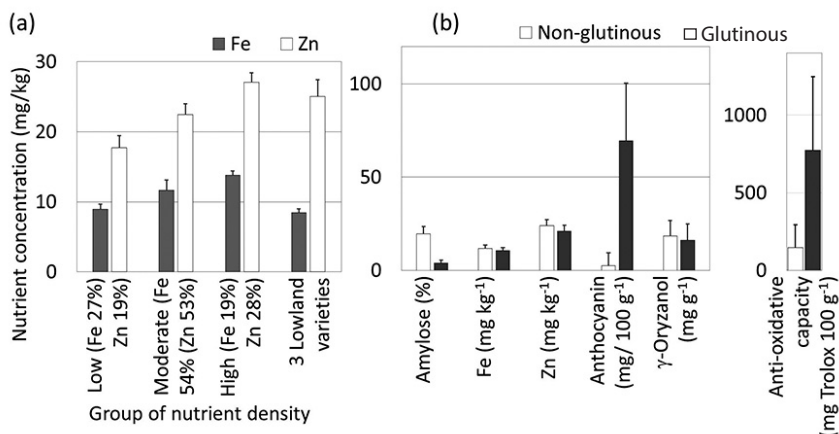 (a)
Fe Zn
Nutrient concentration (mg/kg)
30
20
10
0
Low (Fe 27%)
Zn 19%)
Moderate (Fe
54% (Zn 53%)
High (Fe 19%)
Zn 28%)
3 Lowland
varieties
Group of nutrient density
(b)
Non-glutinous Glutinous
100
50
0
Amylose (%)
Fe (mg kg-1)
Zn (mg kg-1)
Anthocyanin
(mg/ 100 g-1)
γ-Oryzanol
(mg g-1)
1000
500
0
Anti-oxidative
capacity
(mg Trolox 100 g-1)